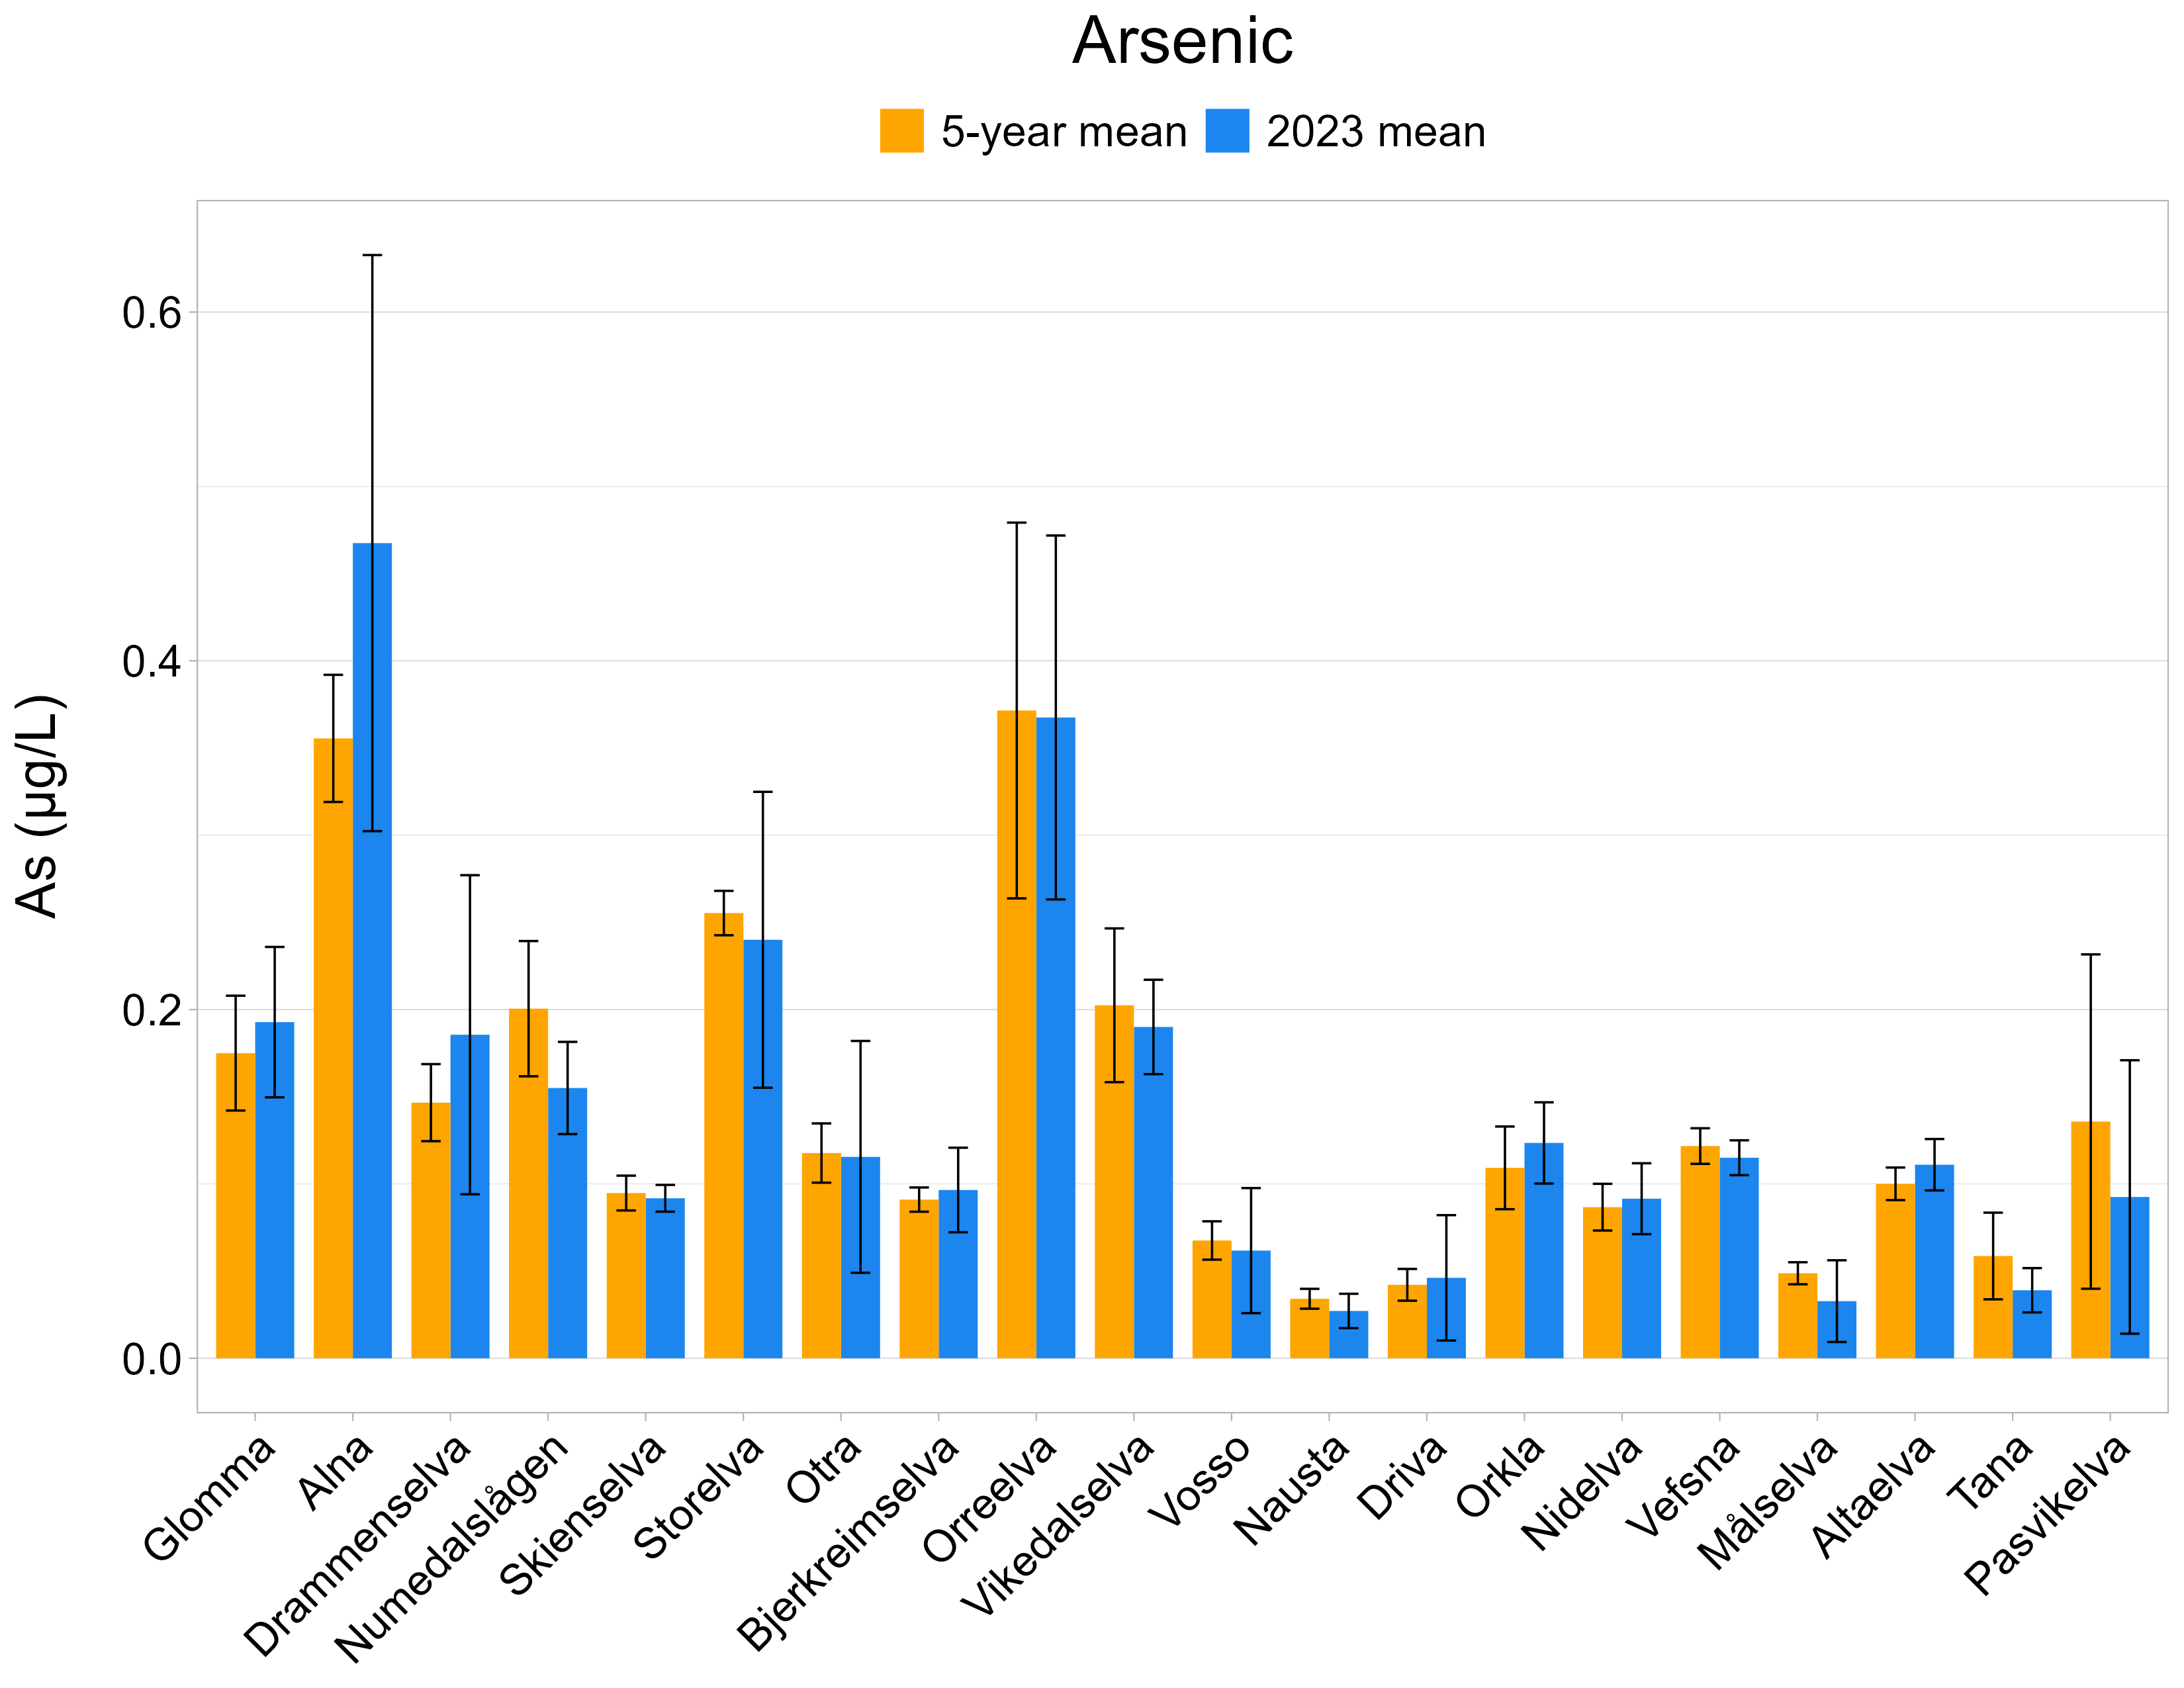 Arsenic
5-year mean 2023 mean
As (µg/L)
0.6
0.4
0.2
0.0
Glomma
Alna
Drammenselva
Numedalslågen
Skienselva
Storelva
Otra
Bjerkreimselva
Orreelva
Vikedalselva
Vosso
Nausta
Driva
Orkla
Nidelva
Vefsna
Målselva
Altaelva
Tana
Pasvikelva